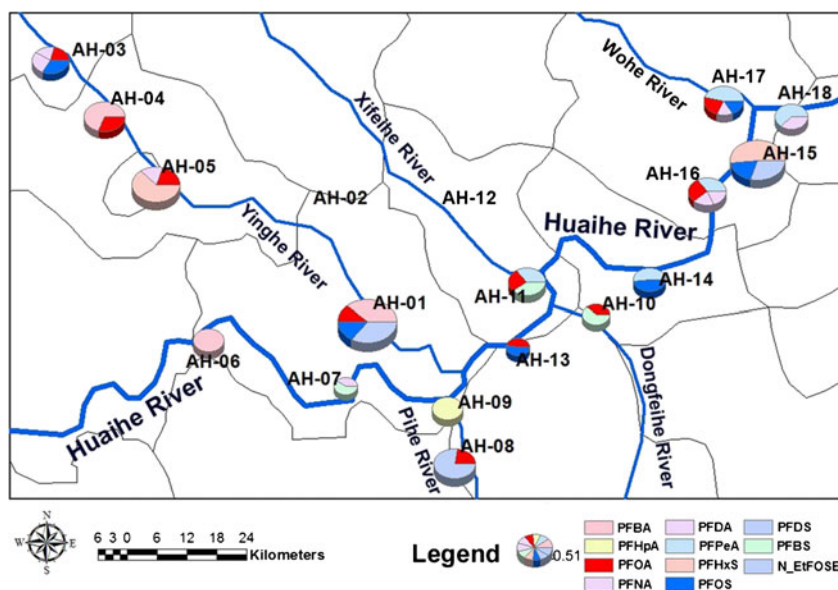 AH-03
AH-04
AH-05
AH-02
AH-12
Xifeihe River
Yinghe River
Wohe River
AH-17
AH-18
AH-15
AH-16
Huaihe River
AH-14
AH-11
AH-10
AH-01
AH-13
AH-06
AH-07
AH-09
AH-08
Huaihe River
Pihe River
Dongfeihe River
N
W E
S
6 3 0 6 12 18 24
Kilometers
Legend
0.51
PFBA PFDA PFDS
PFHpA PFPeA PFBS
PFOA PFHxS N_EtFOSE
PFNA PFOS